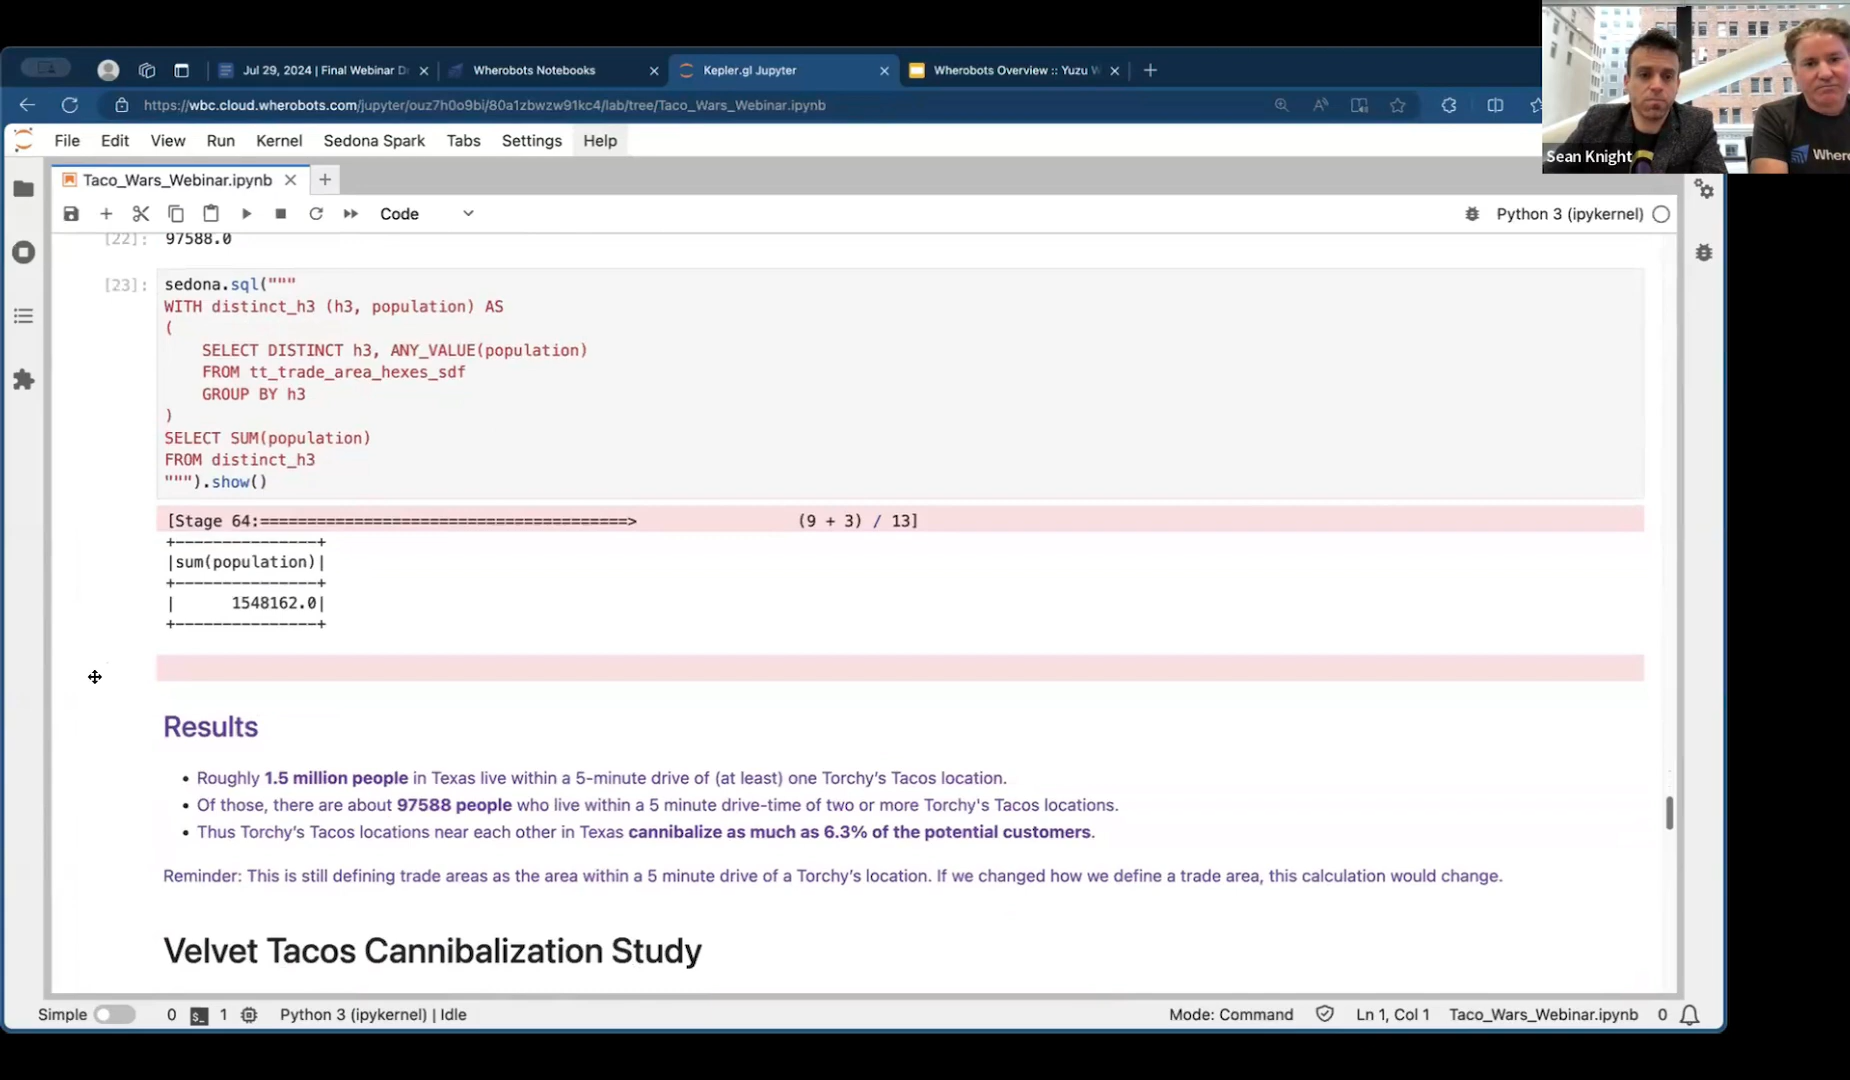 Jul 29, 2024 | Final Webinar D
Wherobots Notebooks
Kepler.gl Jupyter
Wherobots Overview :: Yuzu W
https://wbc.cloud.wherobots.com/jupyter/ouz7h0o9bi/80a1zbwzw91kc4/lab/tree/Taco_Wars_Webinar.ipynb
Sean Knight
Where
File Edit View Run Kernel Sedona Spark Tabs Settings Help
Taco_Wars_Webinar.ipynb
Code
Python 3 (ipykernel)
[22]: 97588.0
[23]: sedona.sql("""
WITH distinct_h3 (h3, population) AS
(
SELECT DISTINCT h3, ANY_VALUE(population)
FROM tt_trade_area_hexes_sdf
GROUP BY h3
)
SELECT SUM(population)
FROM distinct_h3
""").show()
[Stage 64:=======================================> (9 + 3) / 13]
+---------------+
|sum(population)|
+---------------+
| 1548162.0|
+---------------+
Results
• Roughly 1.5 million people in Texas live within a 5-minute drive of (at least) one Torchy's Tacos location.
• Of those, there are about 97588 people who live within a 5 minute drive-time of two or more Torchy's Tacos locations.
• Thus Torchy's Tacos locations near each other in Texas cannibalize as much as 6.3% of the potential customers.
Reminder: This is still defining trade areas as the area within a 5 minute drive of a Torchy's location. If we changed how we define a trade area, this calculation would change.
Velvet Tacos Cannibalization Study
Simple 0 $_ 1 Python 3 (ipykernel) | Idle Mode: Command Ln 1, Col 1 Taco_Wars_Webinar.ipynb 0